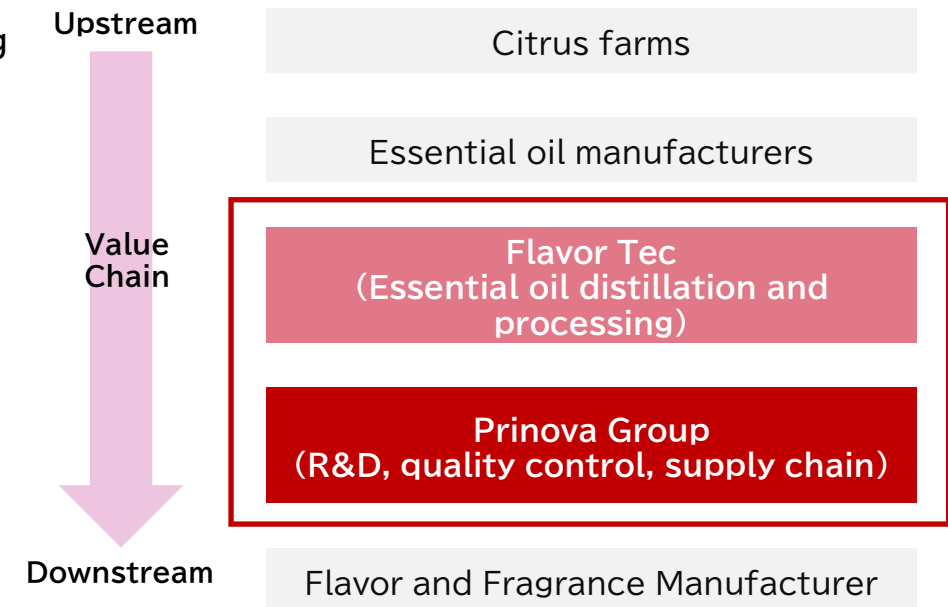 Upstream
g
Citrus farms
Essential oil manufacturers
Value
Chain
Flavor Tec
（Essential oil distillation and
processing）
Prinova Group
（R&D, quality control, supply chain）
Downstream
Flavor and Fragrance Manufacturer